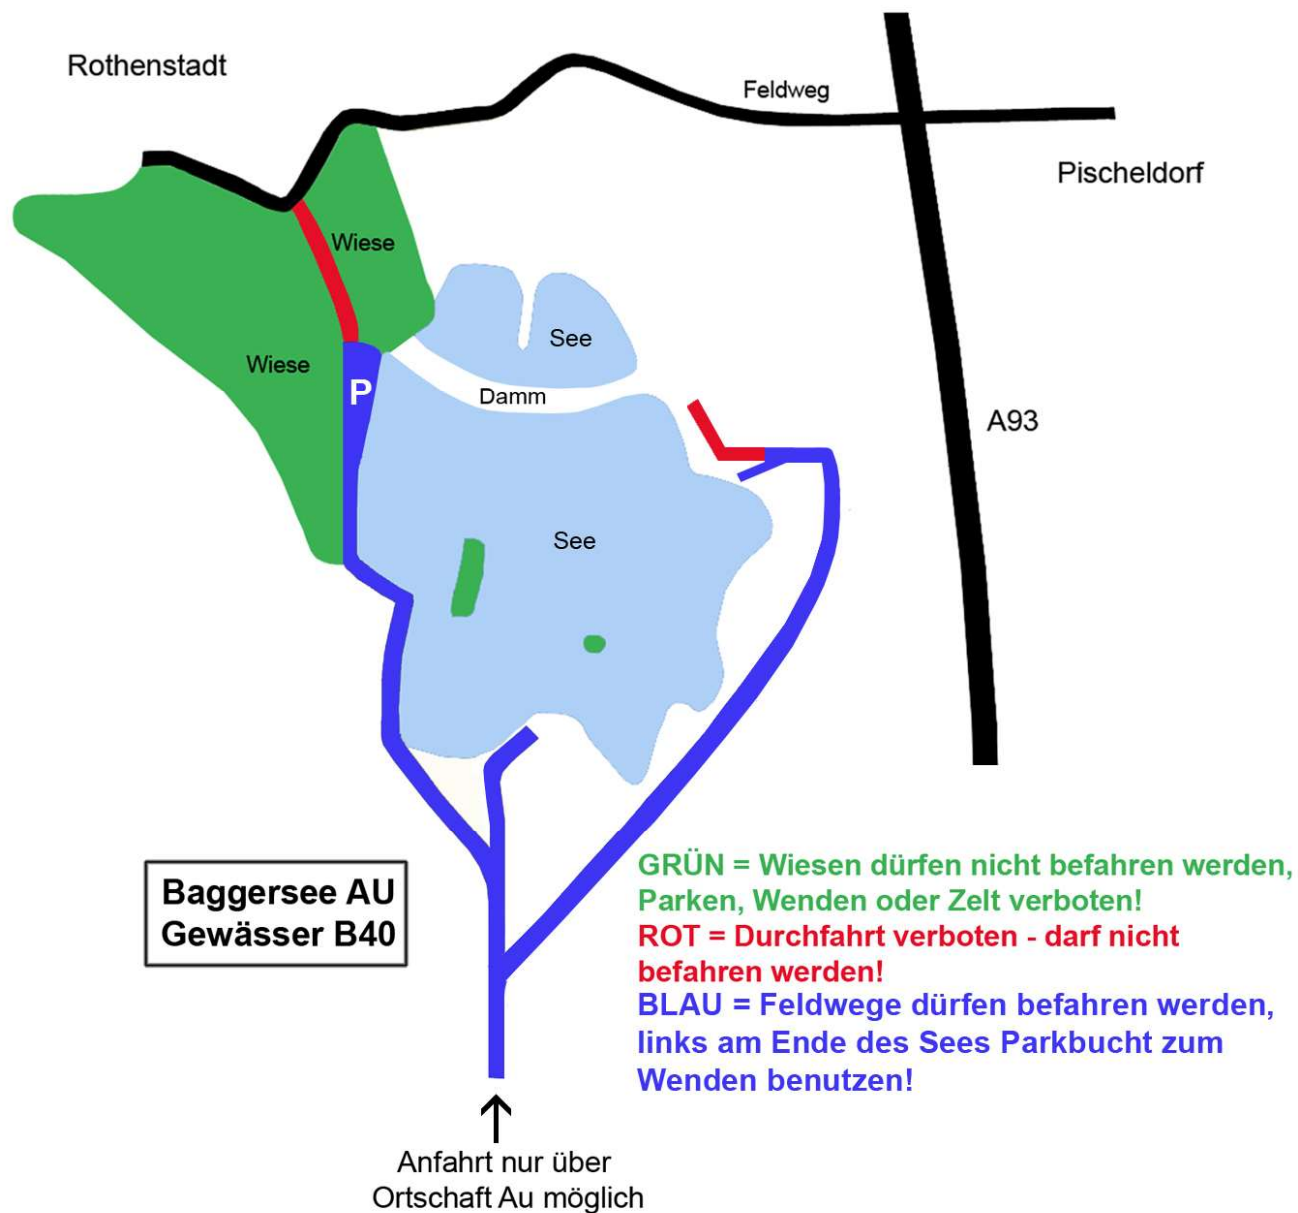 Rothenstadt
Feldweg
Pischeldorf
Wiese
See
Wiese
P
Damm
A93
See
Baggersee AU
Gewässer B40
GRÜN = Wiesen dürfen nicht befahren werden,
Parken, Wenden oder Zelt verboten!
ROT = Durchfahrt verboten - darf nicht
befahren werden!
BLAU = Feldwege dürfen befahren werden,
links am Ende des Sees Parkbucht zum
Wenden benutzen!
Anfahrt nur über
Ortschaft Au möglich